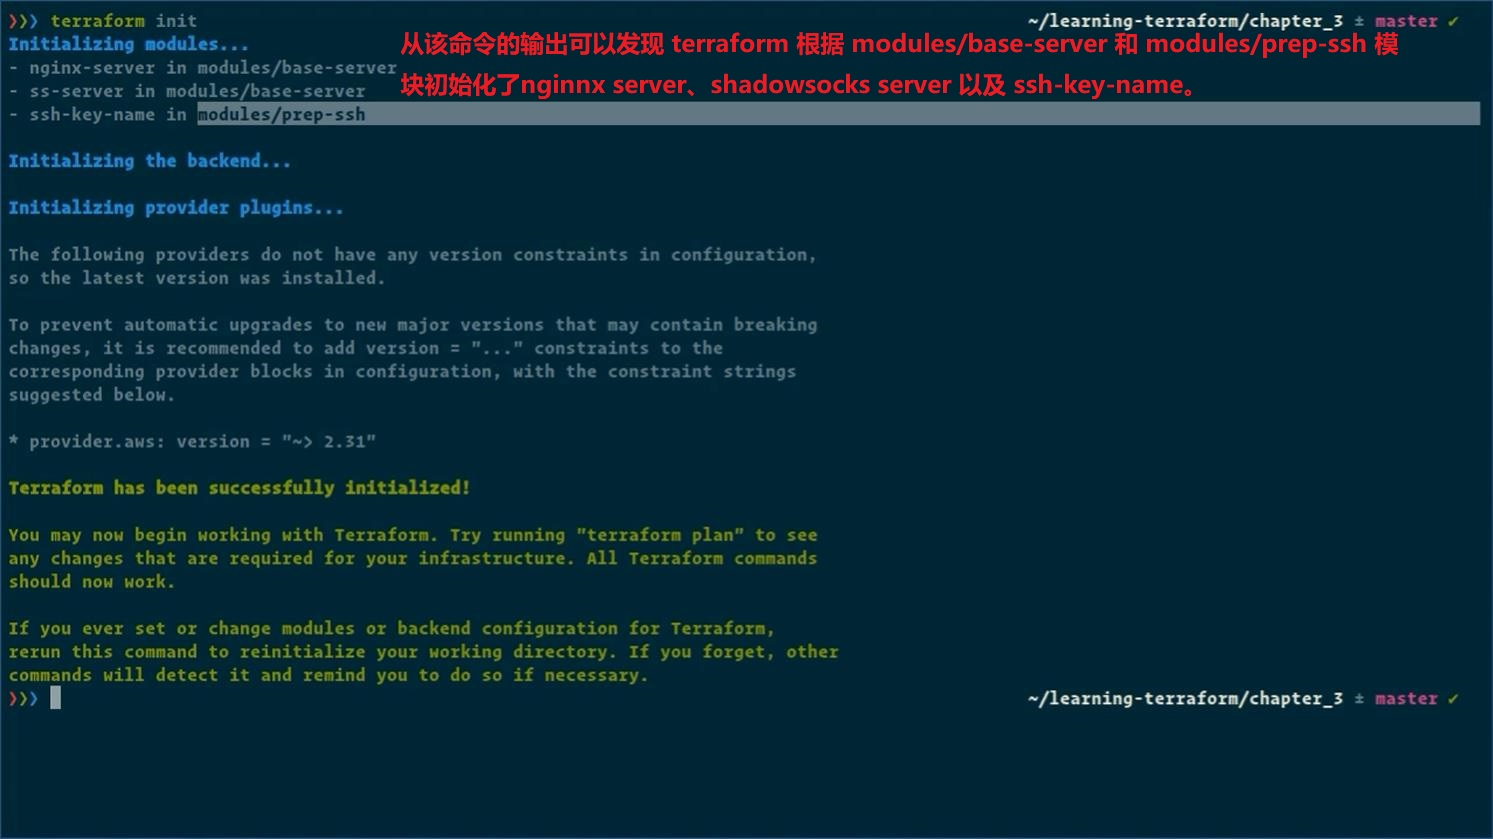 ❯❯❯ terraform init ~/learning-terraform/chapter_3 ± master ✓
Initializing modules...
从该命令的输出可以发现 terraform 根据 modules/base-server 和 modules/prep-ssh 模
- nginx-server in modules/base-server
块初始化了nginnx server、shadowsocks server 以及 ssh-key-name。
- ss-server in modules/base-server
- ssh-key-name in modules/prep-ssh
Initializing the backend...
Initializing provider plugins...
The following providers do not have any version constraints in configuration,
so the latest version was installed.
To prevent automatic upgrades to new major versions that may contain breaking
changes, it is recommended to add version = "..." constraints to the
corresponding provider blocks in configuration, with the constraint strings
suggested below.
* provider.aws: version = "~> 2.31"
Terraform has been successfully initialized!
You may now begin working with Terraform. Try running "terraform plan" to see
any changes that are required for your infrastructure. All Terraform commands
should now work.
If you ever set or change modules or backend configuration for Terraform,
rerun this command to reinitialize your working directory. If you forget, other
commands will detect it and remind you to do so if necessary.
❯❯❯ ~/learning-terraform/chapter_3 ± master ✓